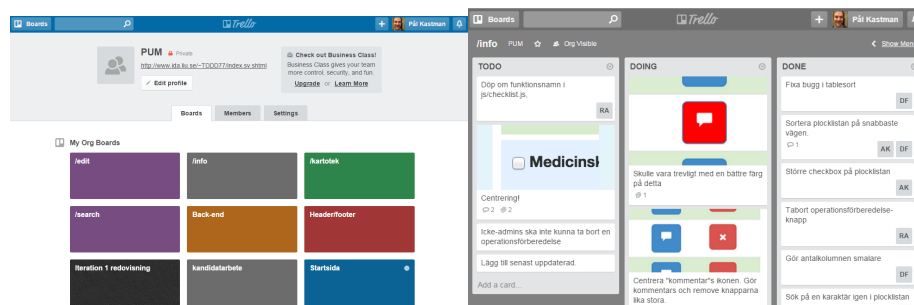 Boards
Trello
Pål Kastman
PUM Private
http://www.ida.liu.se/~TDDD77/index.sv.shtml
Edit profile
Check out Business Class!
Business Class gives your team
more control, security, and fun.
Upgrade or Learn More
Boards Members Settings
My Org Boards
/edit
/info
/kartotek
/search
Back-end
Header/footer
Iteration 1 redovisning
kandidatarbete
Startsida
Boards
Trello
Pål Kastman
/info PUM Org Visible
Show Men
TODO
Döp om funktionsnamn i
js/checklist.js,
RA
Medicinsk
Centrering!
2 2
Icke-admins ska inte kunna ta bort en
operationsförberedelse
Lägg till senast uppdaterad.
Add a card...
DOING
Skulle vara trevligt med en bättre färg
på detta
1
Centrera "kommentar"s ikonen. Gör
kommentars och remove knapparna
lika stora.
DONE
Fixa bugg i tablesort
DF
Sortera plocklistan på snabbaste
vägen.
1
AK DF
Större checkbox på plocklistan
AK
Tabort operationsförberedelse-
knapp
RA
Gör antalkolumnen smalare
DF
Sök på en karaktär igen i plocklistan